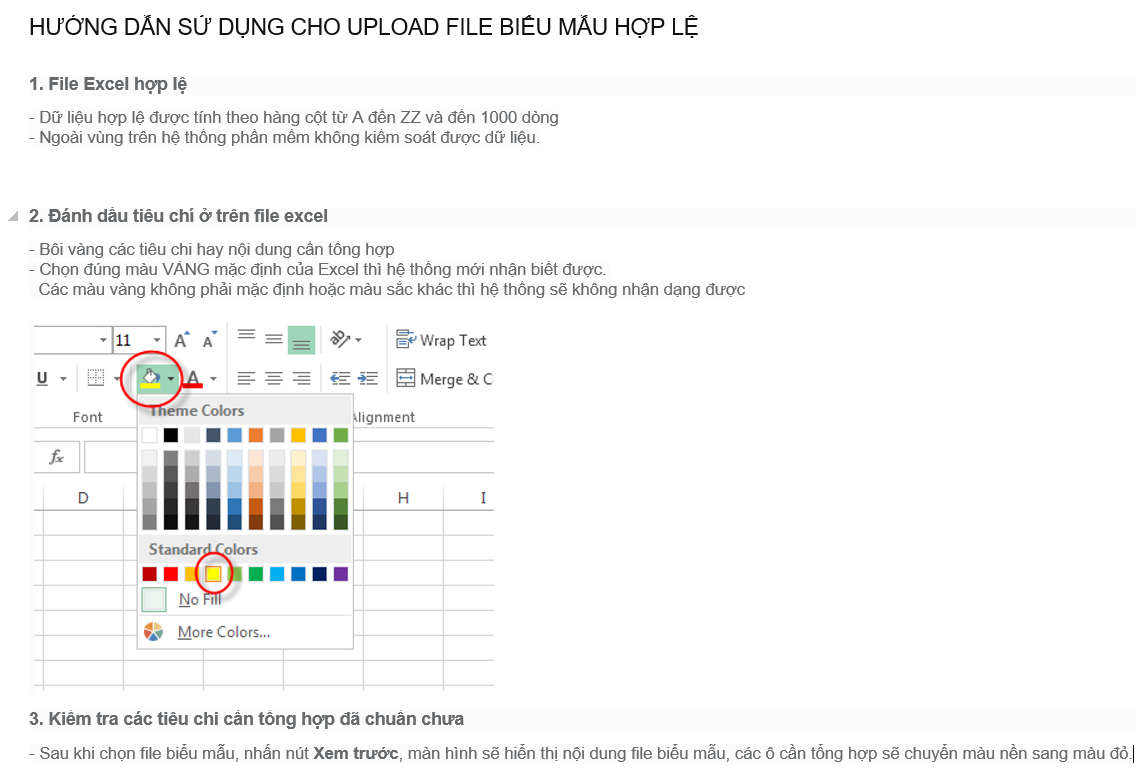 HƯỚNG DẪN SỬ DỤNG CHO UPLOAD FILE BIỂU MẪU HỢP LỆ
1. File Excel hợp lệ
- Dữ liệu hợp lệ được tính theo hàng cột từ A đến ZZ và đến 1000 dòng
- Ngoài vùng trên hệ thống phần mềm không kiểm soát được dữ liệu.
2. Đánh dấu tiêu chí ở trên file excel
- Bôi vàng các tiêu chi hay nội dung cần tổng hợp
- Chọn đúng màu VÀNG mặc định của Excel thì hệ thống mới nhận biết được.
Các màu vàng không phải mặc định hoặc màu sắc khác thì hệ thống sẽ không nhận dạng được
11 A A ab Wrap Text
U A Merge & C
Font Alignment
Theme Colors
fx
D H I
Standard Colors
No Fill
More Colors...
3. Kiểm tra các tiêu chi cần tổng hợp đã chuẩn chưa
- Sau khi chọn file biểu mẫu, nhấn nút Xem trước, màn hình sẽ hiển thị nội dung file biểu mẫu, các ô cần tổng hợp sẽ chuyển màu nền sang màu đỏ.